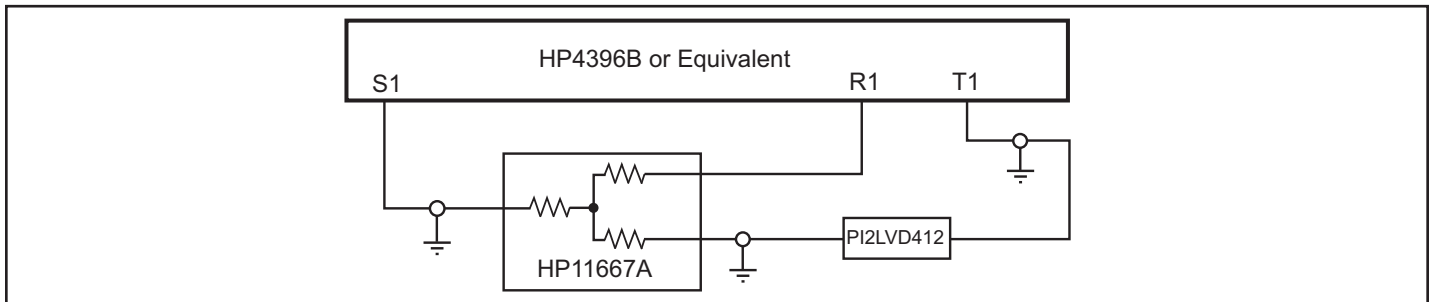 HP4396B or Equivalent
S1
R1
T1
PI2LVD412
HP11667A